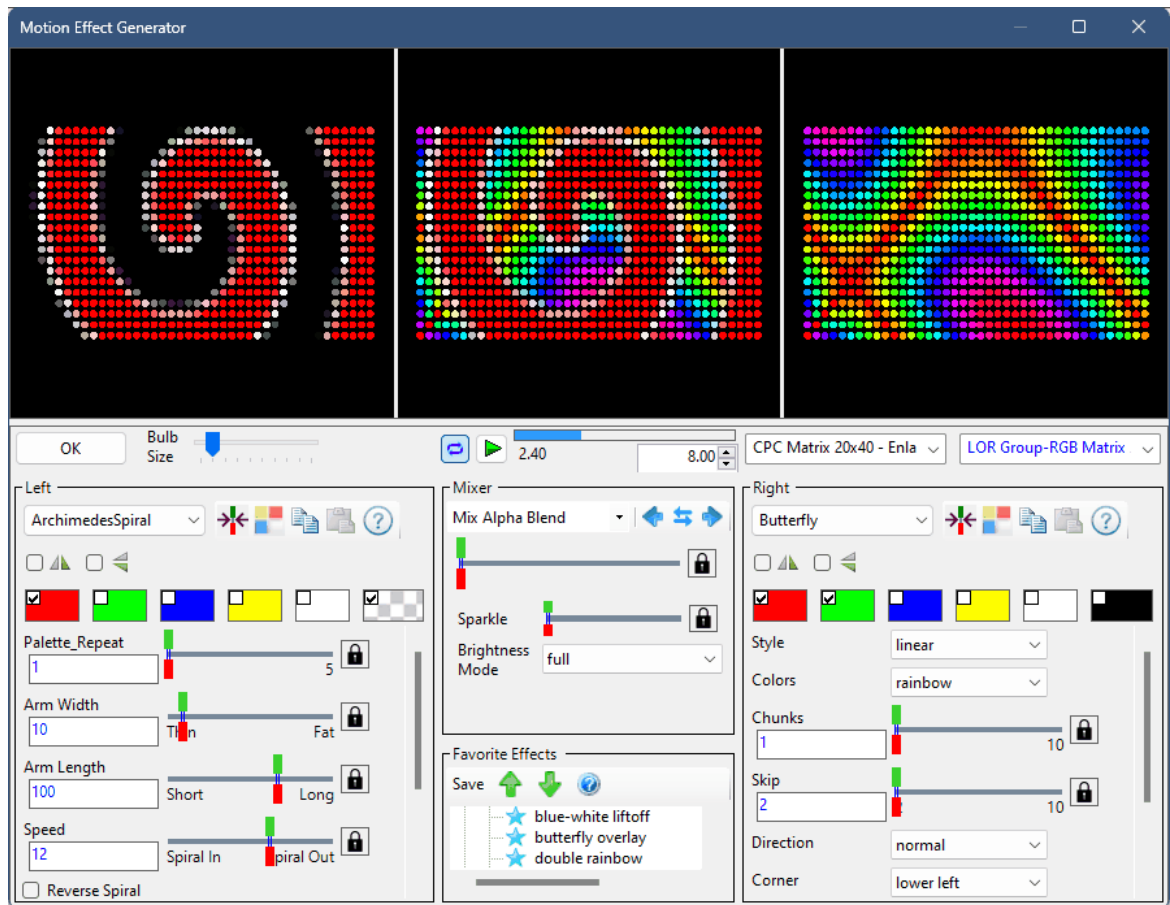 Motion Effect Generator
OK
Bulb Size
2.40
8.00
CPC Matrix 20x40 - Enla
LOR Group-RGB Matrix
Left
ArchimedesSpiral
Palette_Repeat
1
5
Arm Width
10
Fat
Arm Length
100
Short
Long
Speed
12
Spiral In
Spiral Out
Reverse Spiral
Mixer
Mix Alpha Blend
Sparkle
Brightness Mode
full
Favorite Effects
Save
blue-white liftoff
butterfly overlay
double rainbow
Right
Butterfly
Style
linear
Colors
rainbow
Chunks
1
10
Skip
2
10
Direction
normal
Corner
lower left